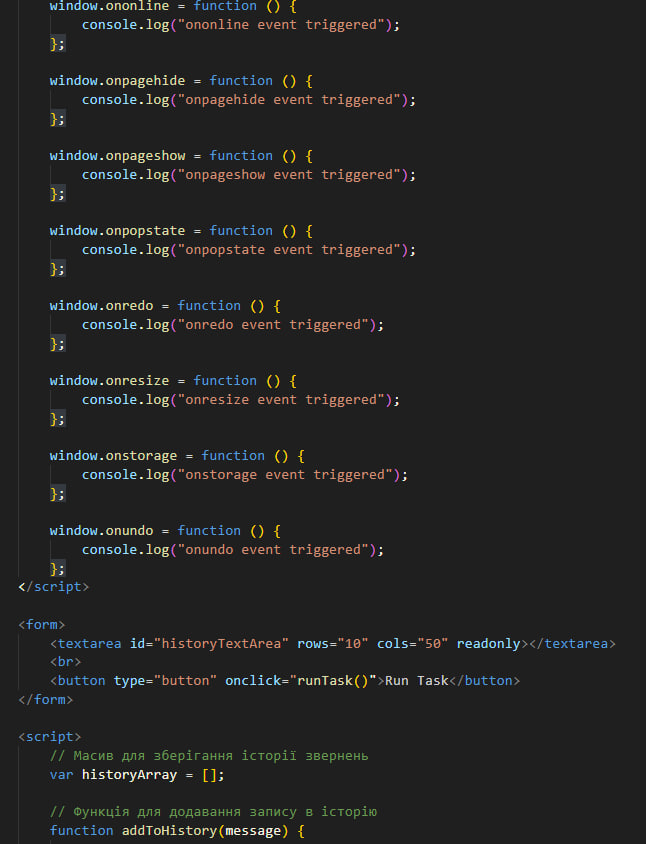 window.ononline = function () {
console.log("ononline event triggered");
};
window.onpagehide = function () {
console.log("onpagehide event triggered");
};
window.onpageshow = function () {
console.log("onpageshow event triggered");
};
window.onpopstate = function () {
console.log("onpopstate event triggered");
};
window.onredo = function () {
console.log("onredo event triggered");
};
window.onresize = function () {
console.log("onresize event triggered");
};
window.onstorage = function () {
console.log("onstorage event triggered");
};
window.onundo = function () {
console.log("onundo event triggered");
};
</script>
<form>
<textarea id="historyTextArea" rows="10" cols="50" readonly></textarea>
<br>
<button type="button" onclick="runTask()">Run Task</button>
</form>
<script>
// Масив для зберігання історії звернень
var historyArray = [];
// Функція для додавання запису в історію
function addToHistory(message) {